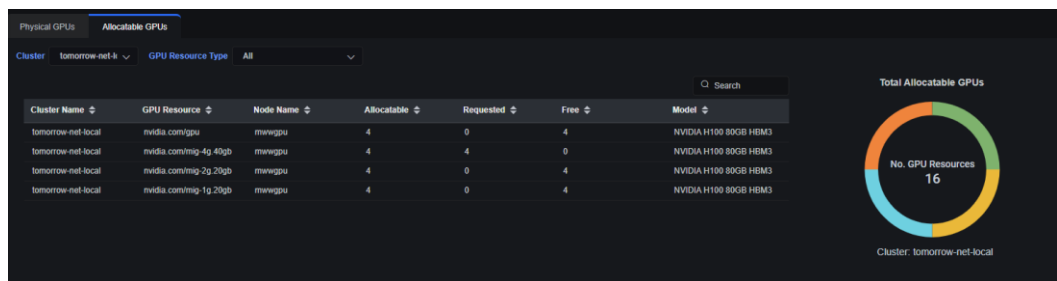 Physical GPUs Allocatable GPUs
Cluster tomorrow-net-l GPU Resource Type All
Search
Cluster Name GPU Resource Node Name Allocatable Requested Free Model
tomorrow-net-local nvidia.com/gpu mwwgpu 4 0 4 NVIDIA H100 80GB HBM3
tomorrow-net-local nvidia.com/mig-4g.40gb mwwgpu 4 4 0 NVIDIA H100 80GB HBM3
tomorrow-net-local nvidia.com/mig-2g.20gb mwwgpu 4 0 4 NVIDIA H100 80GB HBM3
tomorrow-net-local nvidia.com/mig-1g.20gb mwwgpu 4 0 4 NVIDIA H100 80GB HBM3
Total Allocatable GPUs
No. GPU Resources
16
Cluster: tomorrow-net-local